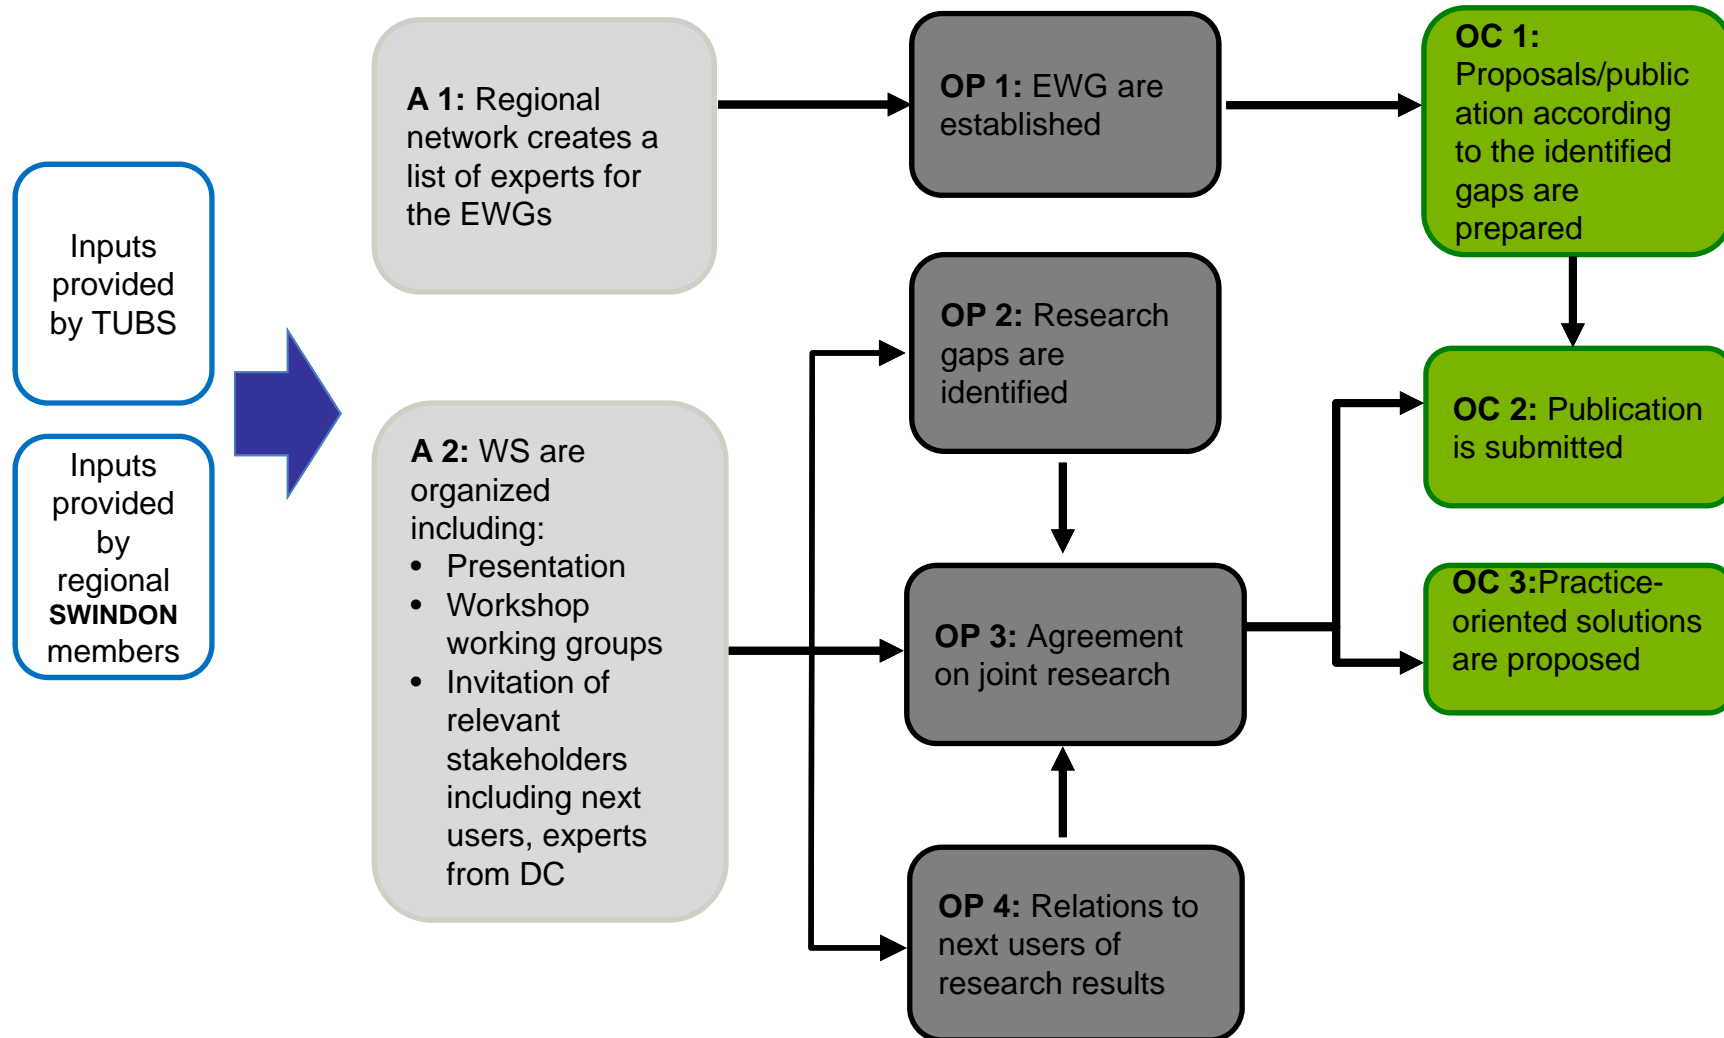 Inputs
provided
by TUBS
Inputs
provided
by
regional
SWINDON
members
A 1: Regional
network creates a
list of experts for
the EWGs
A 2: WS are
organized
including:
• Presentation
• Workshop
working groups
• Invitation of
relevant
stakeholders
including next
users, experts
from DC
OP 1: EWG are
established
OP 2: Research
gaps are
identified
OP 3: Agreement
on joint research
OP 4: Relations to
next users of
research results
OC 1:
Proposals/public
ation according
to the identified
gaps are
prepared
OC 2: Publication
is submitted
OC 3:Practice-
oriented solutions
are proposed